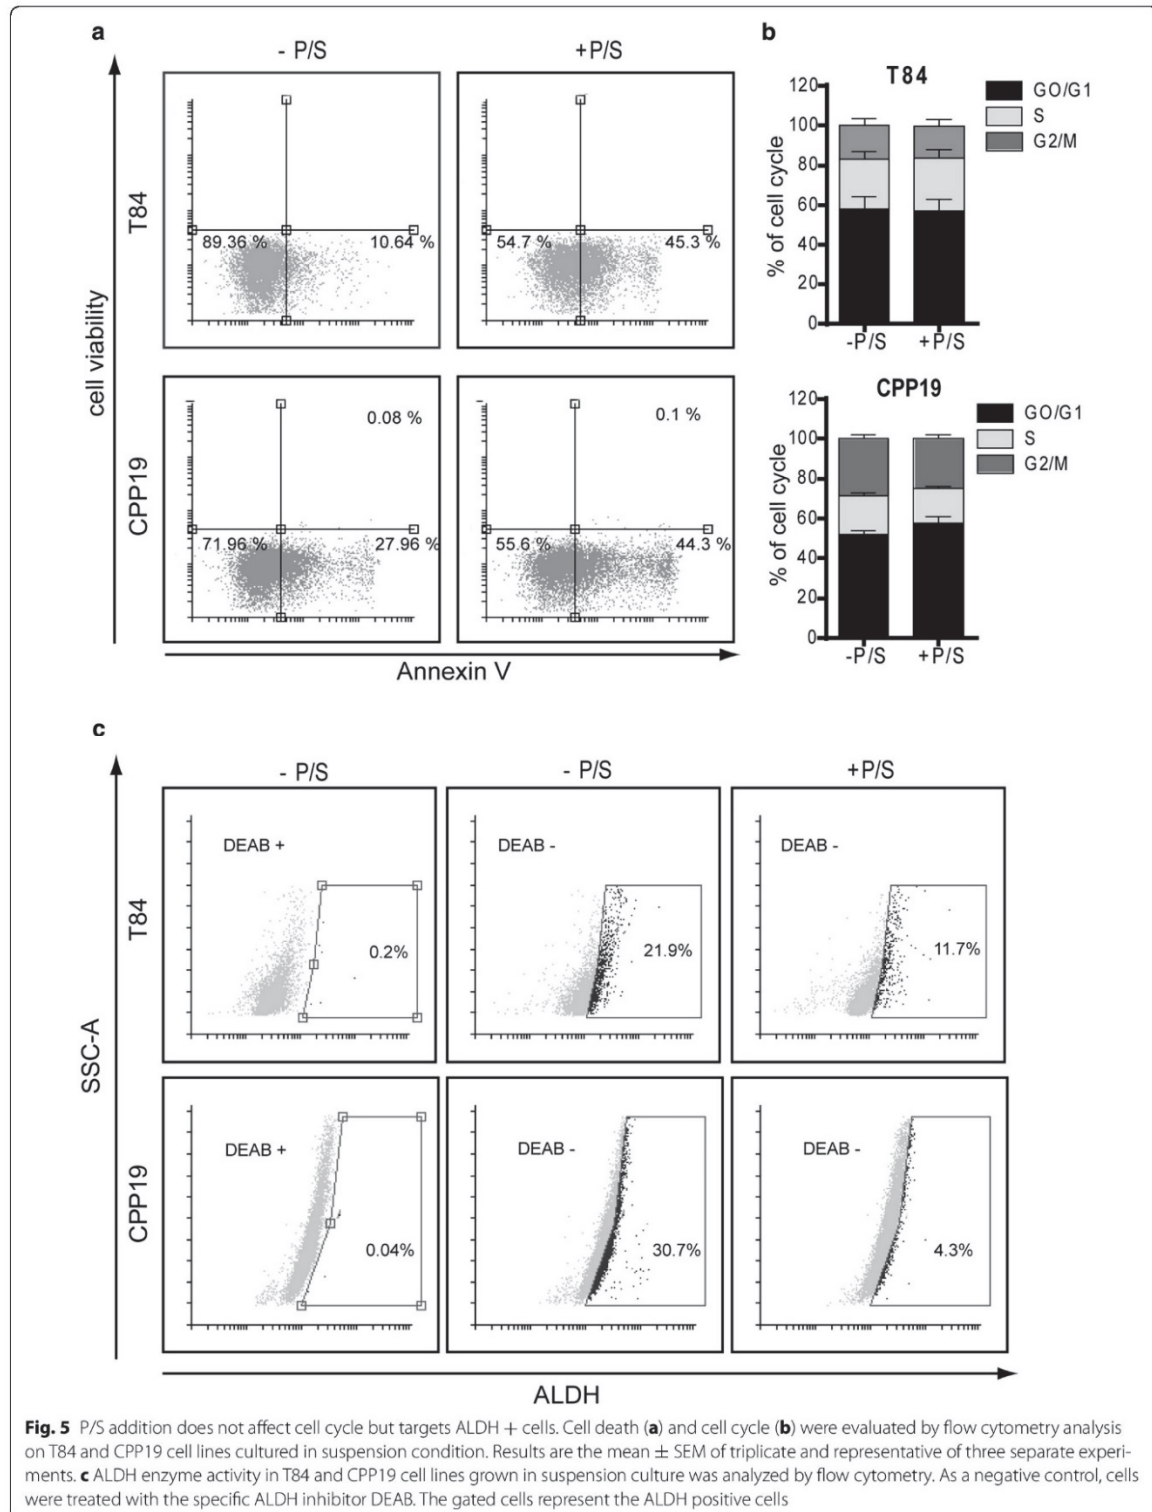 a
- P/S
+P/S
b
cell viability
T84
89.36 %
10.64 %
54.7 %
45.3 %
CPP19
0.08 %
71.96 %
27.96 %
0.1 %
55.6 %
44.3 %
Annexin V
T84
% of cell cycle
120
100
80
60
40
20
0
-P/S
+P/S
GO/G1
S
G2/M
CPP19
% of cell cycle
120
100
80
60
40
20
0
-P/S
+P/S
GO/G1
S
G2/M
c
- P/S
- P/S
+P/S
SSC-A
T84
DEAB +
0.2%
DEAB -
21.9%
DEAB -
11.7%
CPP19
DEAB +
0.04%
DEAB -
30.7%
DEAB -
4.3%
ALDH
Fig. 5 P/S addition does not affect cell cycle but targets ALDH + cells. Cell death (a) and cell cycle (b) were evaluated by flow cytometry analysis
on T84 and CPP19 cell lines cultured in suspension condition. Results are the mean ± SEM of triplicate and representative of three separate experi-
ments. c ALDH enzyme activity in T84 and CPP19 cell lines grown in suspension culture was analyzed by flow cytometry. As a negative control, cells
were treated with the specific ALDH inhibitor DEAB. The gated cells represent the ALDH positive cells